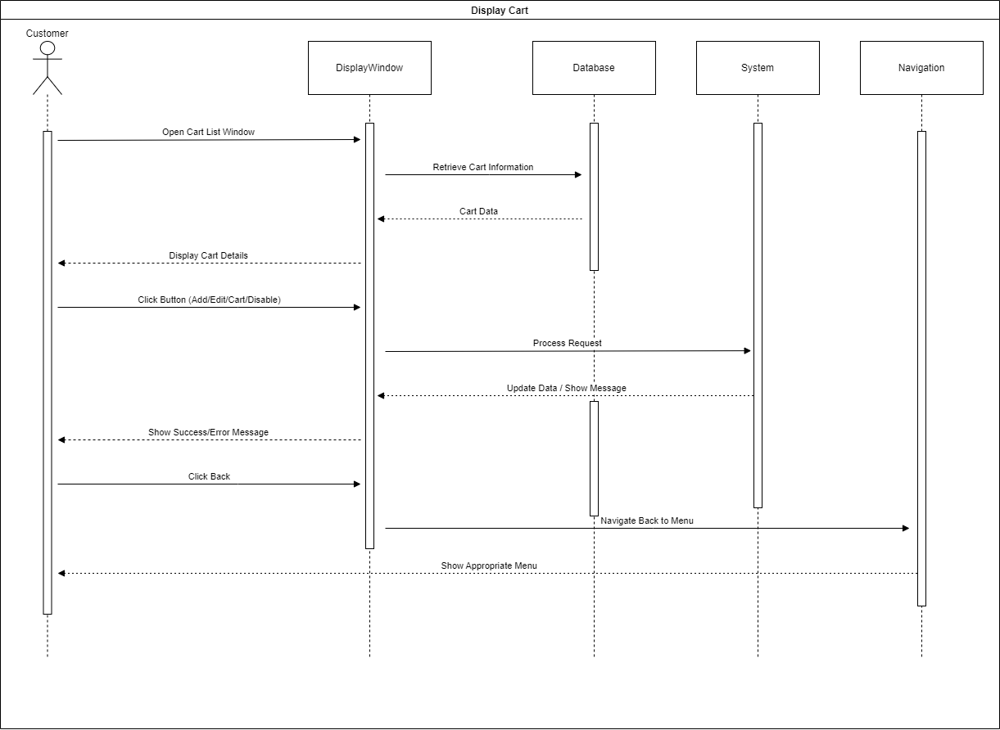 Display Cart
Customer
DisplayWindow
Database
System
Navigation
Open Cart List Window
Retrieve Cart Information
Cart Data
Display Cart Details
Click Button (Add/Edit/Cart/Disable)
Process Request
Update Data / Show Message
Show Success/Error Message
Click Back
Navigate Back to Menu
Show Appropriate Menu